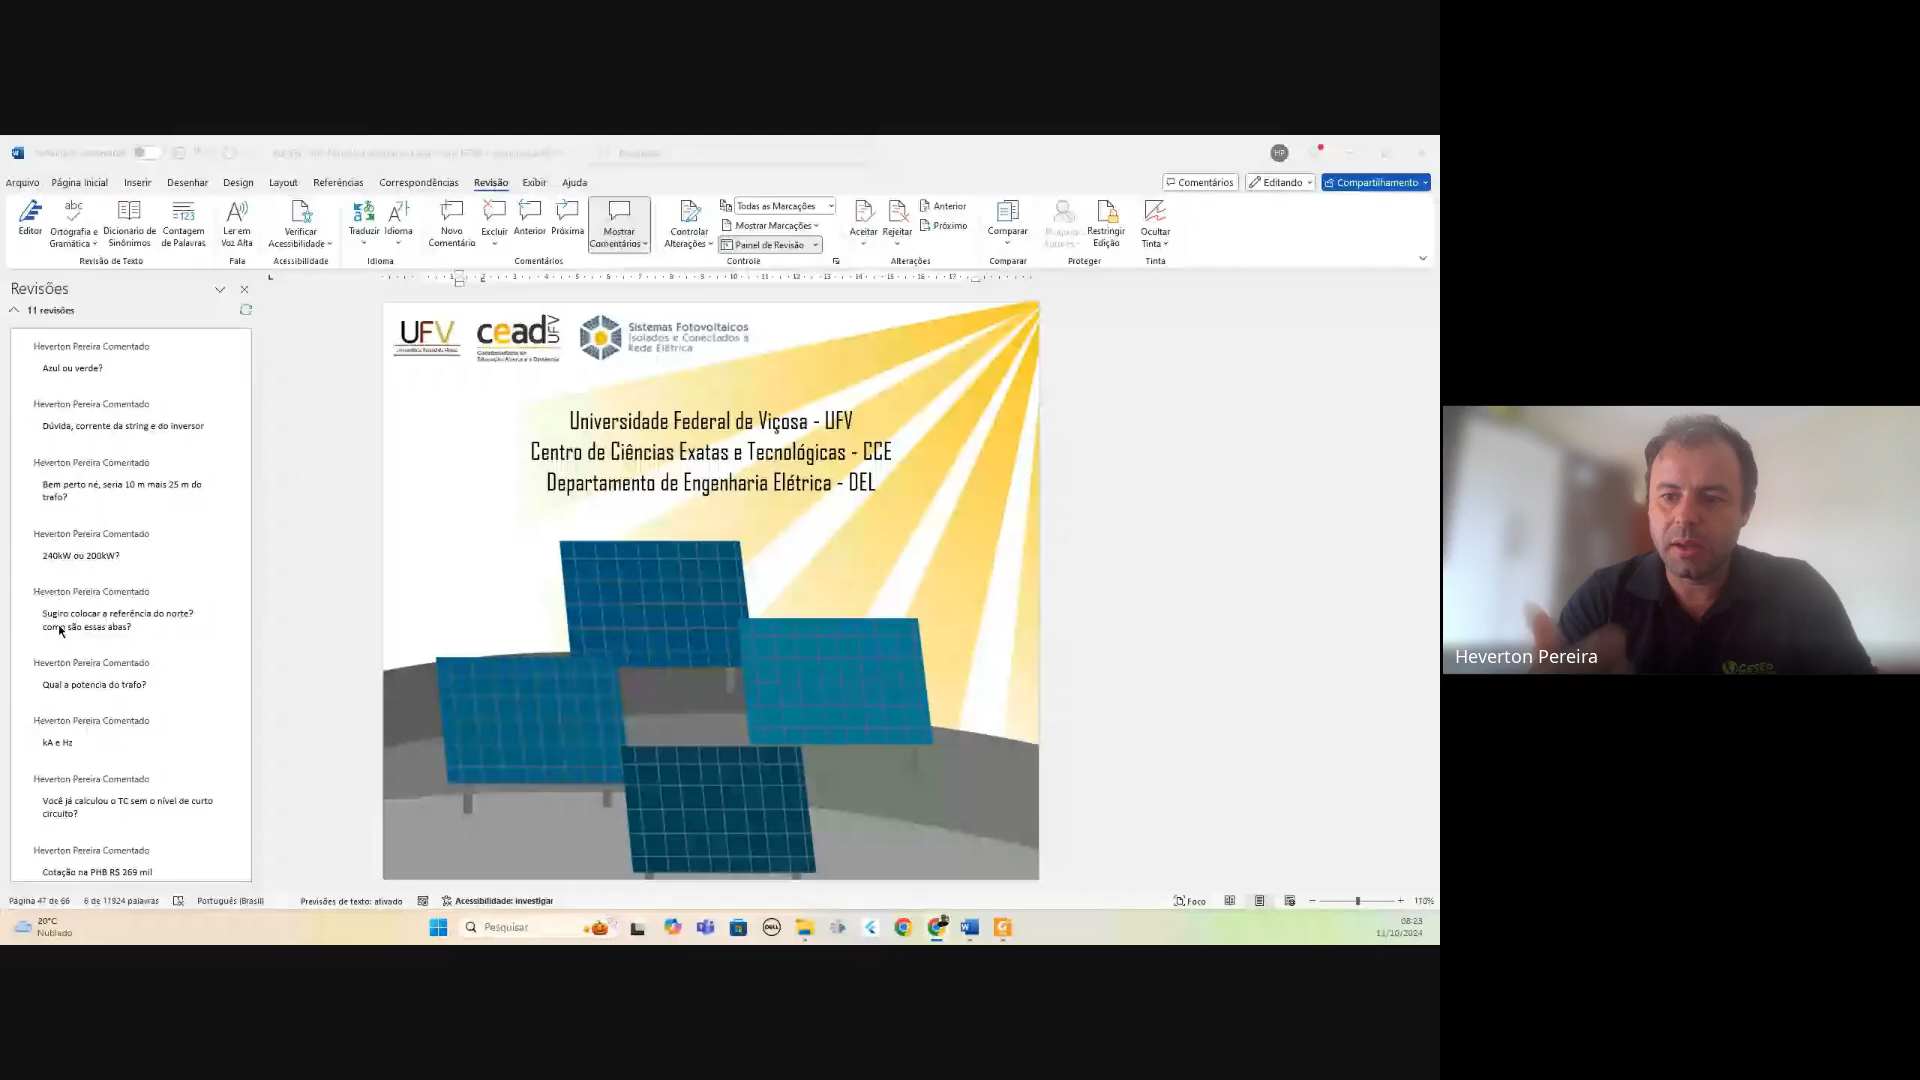 HP
Arquivo Página Inicial Inserir Desenhar Design Layout Referências Correspondências Revisão Exibir Ajuda
Comentários Editando Compartilhamento
Editor
Ortografia e Gramática
Dicionario de Sinónimos
Contagem de Palavras
Ler em Voz Alta
Verificar Acessibilidade
Traduzir
Idioma
Novo Comentário
Excluir
Anterior
Próxima
Mostrar Comentários
Controlar Alterações
Todas as Marcações
Mostrar Marcações
Painel de Revisão
Aceitar
Rejeitar
Anterior
Próximo
Comparar
Restringir Edição
Ocultar Tinta
Revisão de Texto Fala Acessibilidade Idioma Comentários Controle Alterações Comparar Proteger Tinta
Revisões
11 revisões
Heverton Pereira Comentado
Azul ou verde?
Heverton Pereira Comentado
Dúvida, corrente da string e do inversor
Heverton Pereira Comentado
Bem perto né, seria 10 m mais 25 m do
trafo?
Heverton Pereira Comentado
240kW ou 200kW?
Heverton Pereira Comentado
Sugiro colocar a referência do norte?
como são essas abas?
Heverton Pereira Comentado
Qual a potencia do trafo?
Heverton Pereira Comentado
kA e Hz
Heverton Pereira Comentado
Você já calculou o TC sem o nível de curto
circuito?
Heverton Pereira Comentado
Cotação na PHB RS 269 mil
UFV
cead UFV
Sistemas Fotovoltaicos
Isolados e Conectados à
Rede Elétrica
Universidade Federal de Viçosa - UFV
Centro de Ciências Exatas e Tecnológicas - CCE
Departamento de Engenharia Elétrica - DEL
Heverton Pereira
Página 47 de 66 6 de 11924 palavras Português (Brasil) Previsões de texto: ativado Acessibilidade: investigar Foco 110%
20°C
Nublado
Pesquisar
DELL
08:23
11/10/2024